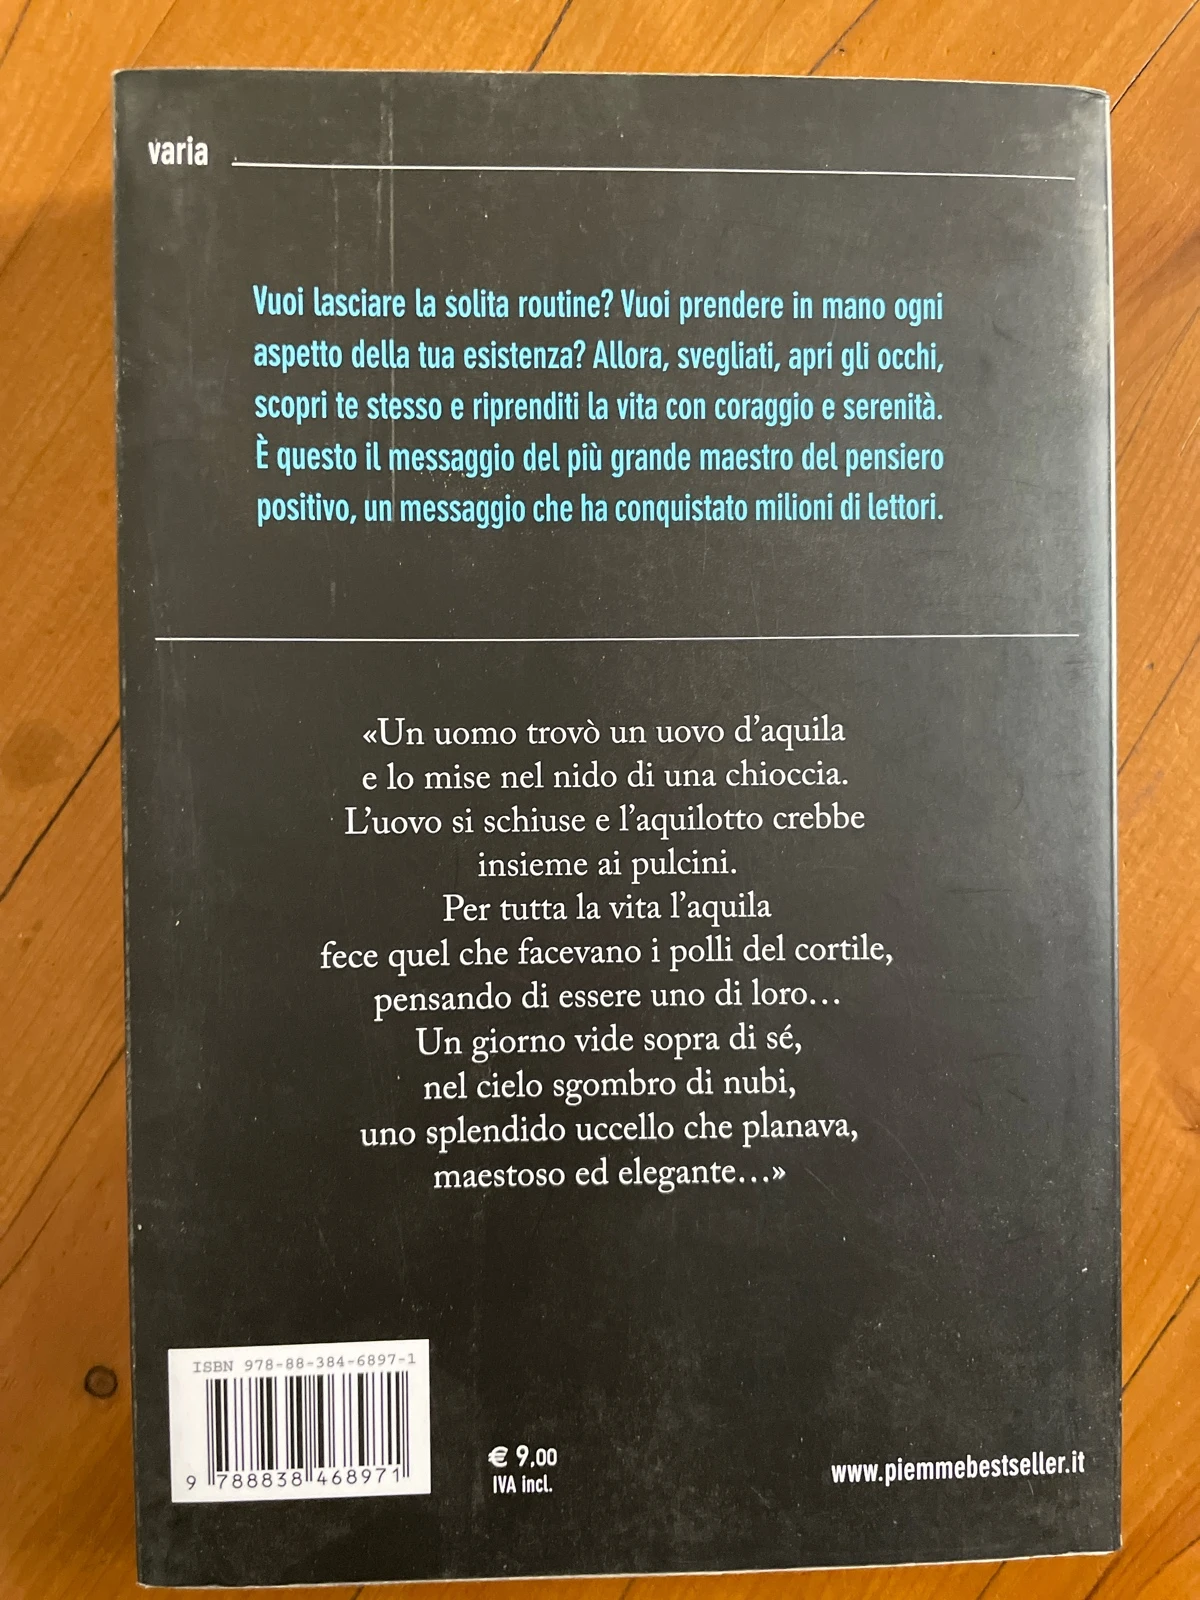 varia
Vuoi lasciare la solita routine? Vuoi prendere in mano ogni
aspetto della tua esistenza? Allora, svegliati, apri gli occhi,
scopri te stesso e riprenditi la vita con coraggio e serenità.
È questo il messaggio del più grande maestro del pensiero
positivo, un messaggio che ha conquistato milioni di lettori.
«Un uomo trovò un uovo d'aquila
e lo mise nel nido di una chioccia.
L'uovo si schiuse e l'aquilotto crebbe
insieme ai pulcini.
Per tutta la vita l'aquila
fece quel che facevano i polli del cortile,
pensando di essere uno di loro...
Un giorno vide sopra di sé,
nel cielo sgombro di nubi,
uno splendido uccello che planava,
maestoso ed elegante...»
ISBN 978-88-384-6897-1
9 788838 468971
€ 9,00
IVA incl.
www.piemmebestseller.it